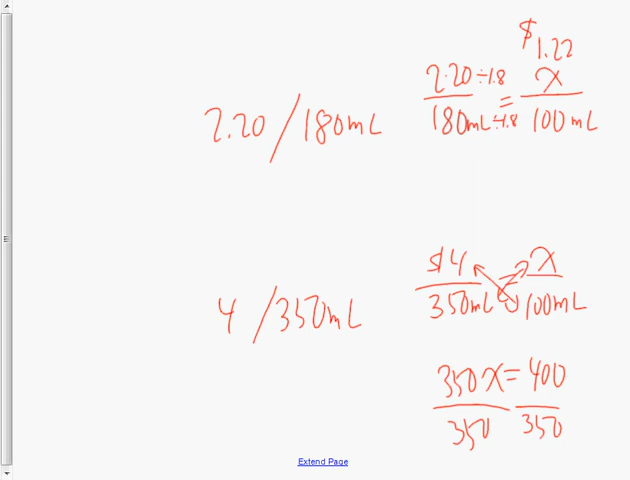 $1.22
2.20÷1.8 = x
180mL÷1.8 100mL
2.20/180mL
$4 = x
350mL 100mL
4/350mL
350x=400
350 350
Extend Page